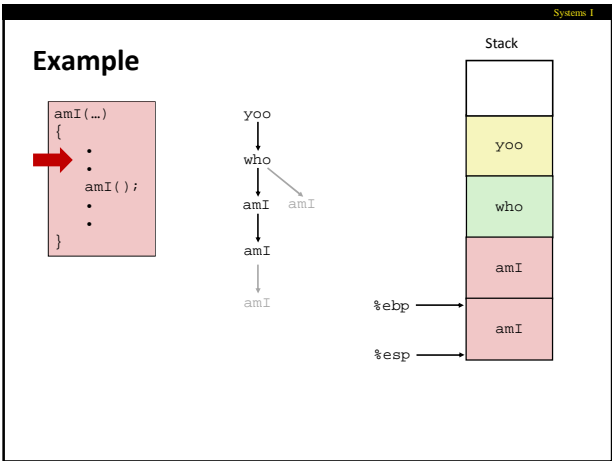 Systems I
Example
Stack
amI(…)
{
•
•
amI();
•
•
}
yoo
who
amI amI
amI
amI
yoo
who
amI
amI
%ebp
%esp